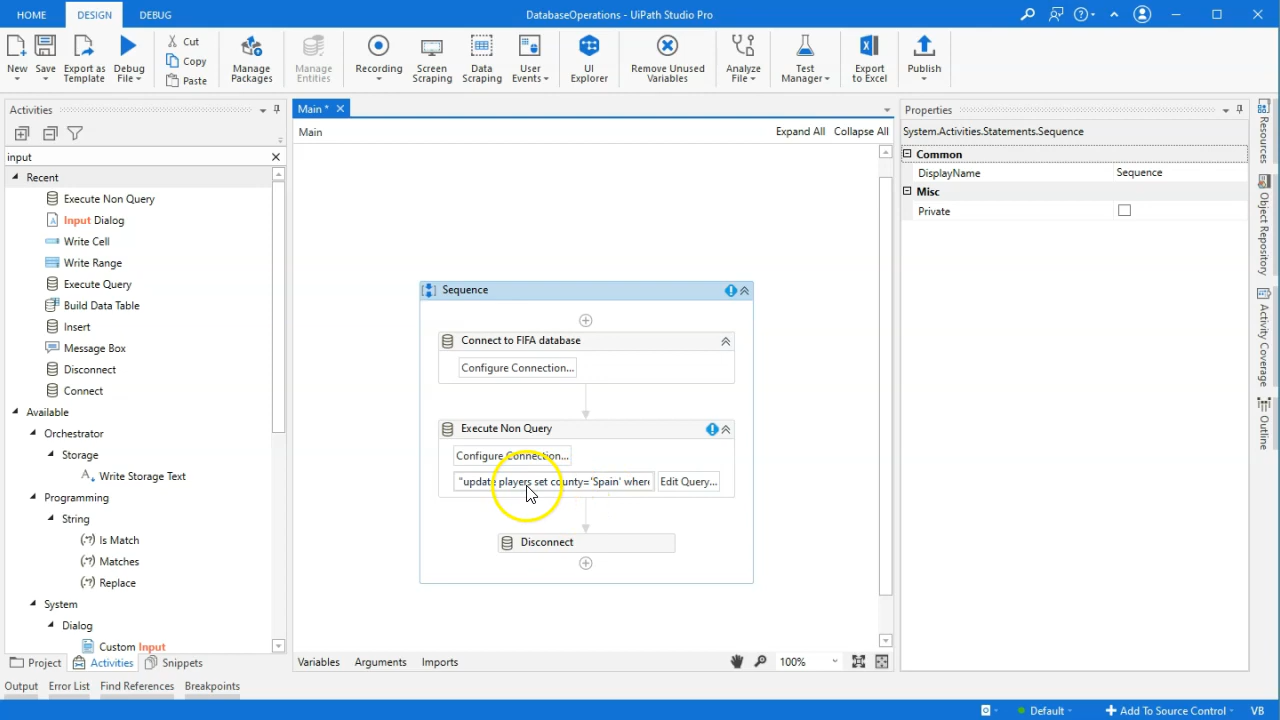 HOME DESIGN DEBUG
DatabaseOperations - UiPath Studio Pro
New
Save
Export as Template
Debug File
Cut
Copy
Paste
Manage Packages
Manage Entities
Recording
Screen Scraping
Data Scraping
User Events
UI Explorer
Remove Unused Variables
Analyze File
Test Manager
Export to Excel
Publish
Activities
input
Recent
Execute Non Query
Input Dialog
Write Cell
Write Range
Execute Query
Build Data Table
Insert
Message Box
Disconnect
Connect
Available
Orchestrator
Storage
Write Storage Text
Programming
String
Is Match
Matches
Replace
System
Dialog
Custom Input
Project Activities Snippets
Main *
Main Expand All Collapse All
Sequence
Connect to FIFA database
Configure Connection...
Execute Non Query
Configure Connection...
"update players set county='Spain' where Edit Query...
Disconnect
Variables Arguments Imports 100%
Properties
System.Activities.Statements.Sequence
Common
DisplayName Sequence
Misc
Private
Resources
Object Repository
Activity Coverage
Outline
Output Error List Find References Breakpoints
Default Add To Source Control VB